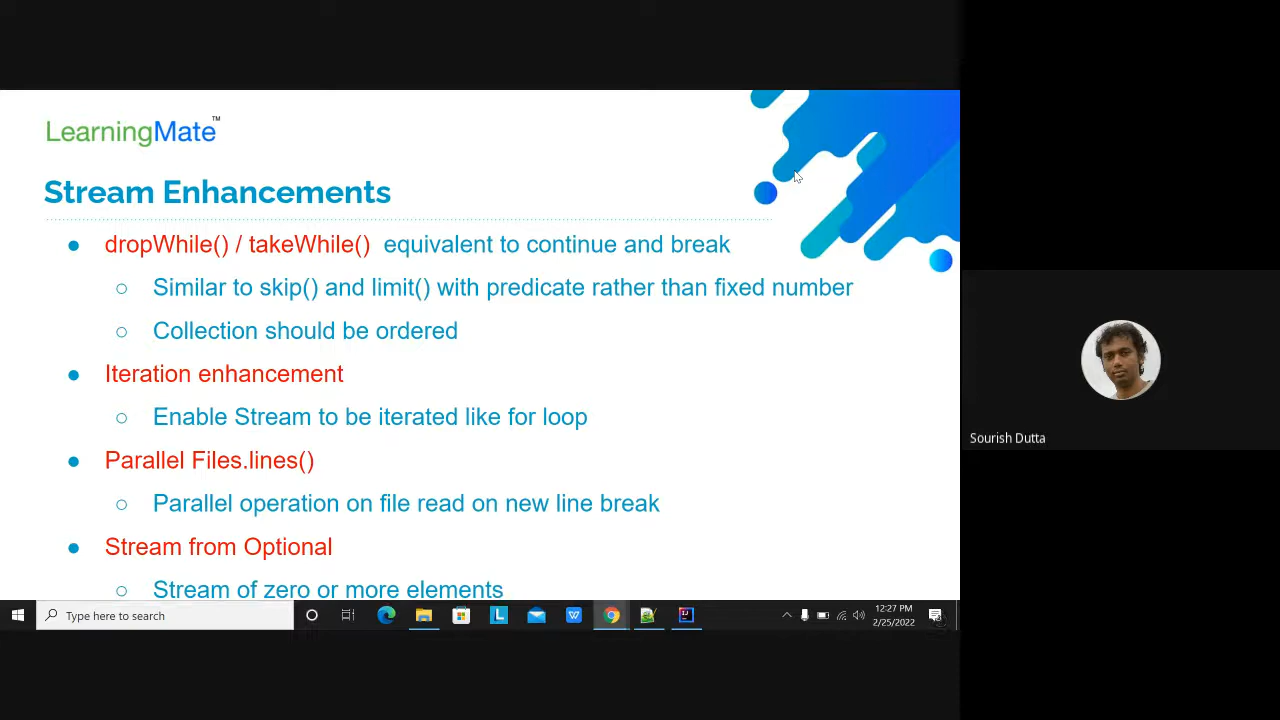 LearningMate™
Stream Enhancements
● dropWhile() / takeWhile() equivalent to continue and break
○ Similar to skip() and limit() with predicate rather than fixed number
○ Collection should be ordered
● Iteration enhancement
○ Enable Stream to be iterated like for loop
● Parallel Files.lines()
○ Parallel operation on file read on new line break
● Stream from Optional
○ Stream of zero or more elements
Sourish Dutta
Type here to search
12:27 PM
2/25/2022